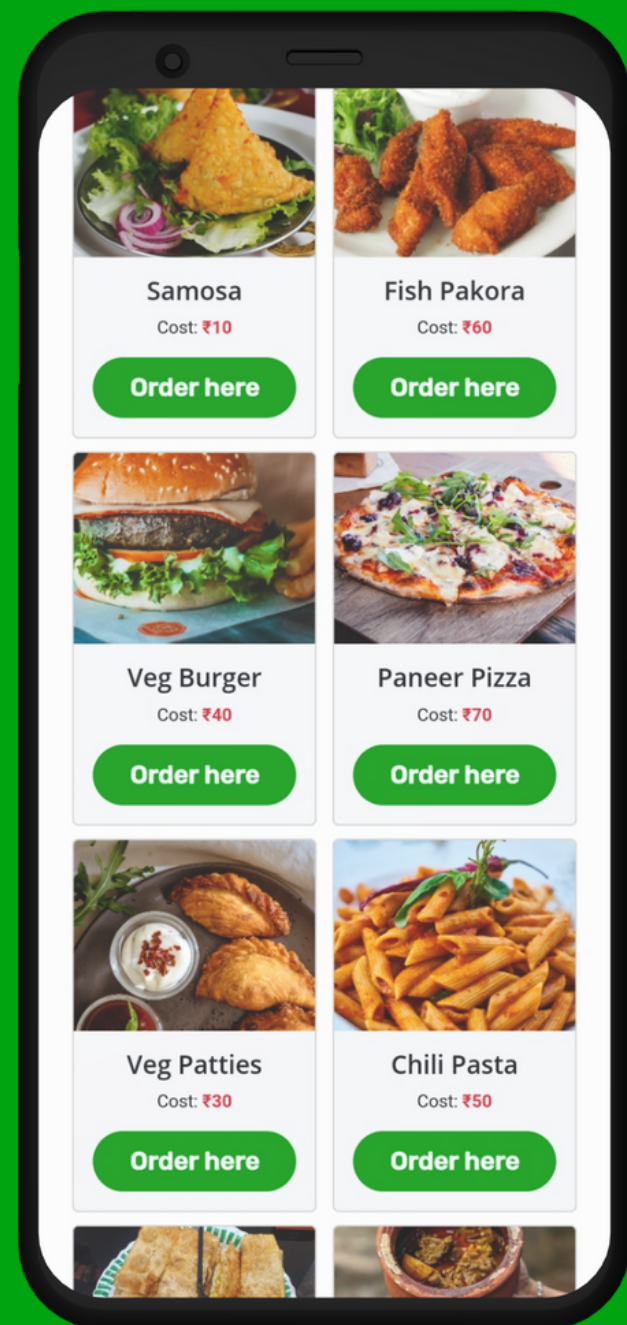 Samosa
Cost: ₹10
Order here
Fish Pakora
Cost: ₹60
Order here
Veg Burger
Cost: ₹40
Order here
Paneer Pizza
Cost: ₹70
Order here
Veg Patties
Cost: ₹30
Order here
Chili Pasta
Cost: ₹50
Order here